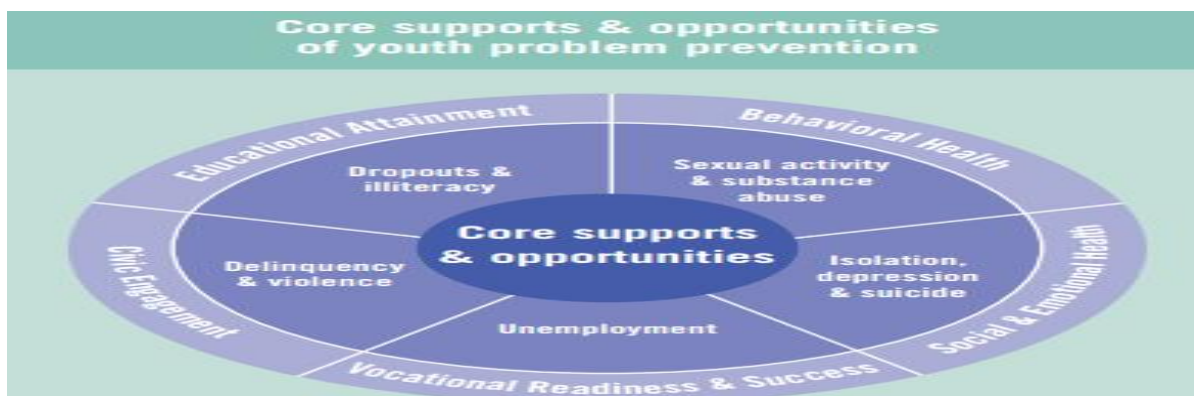 Core supports & opportunities
of youth problem prevention
Educational Attainment
Behavioral Health
Dropouts &
illiteracy
Sexual activity
& substance
abuse
Core supports
& opportunities
Civic Engagement
Delinquency
& violence
Isolation,
depression
& suicide
Social & Emotional Health
Unemployment
Vocational Readiness & Success